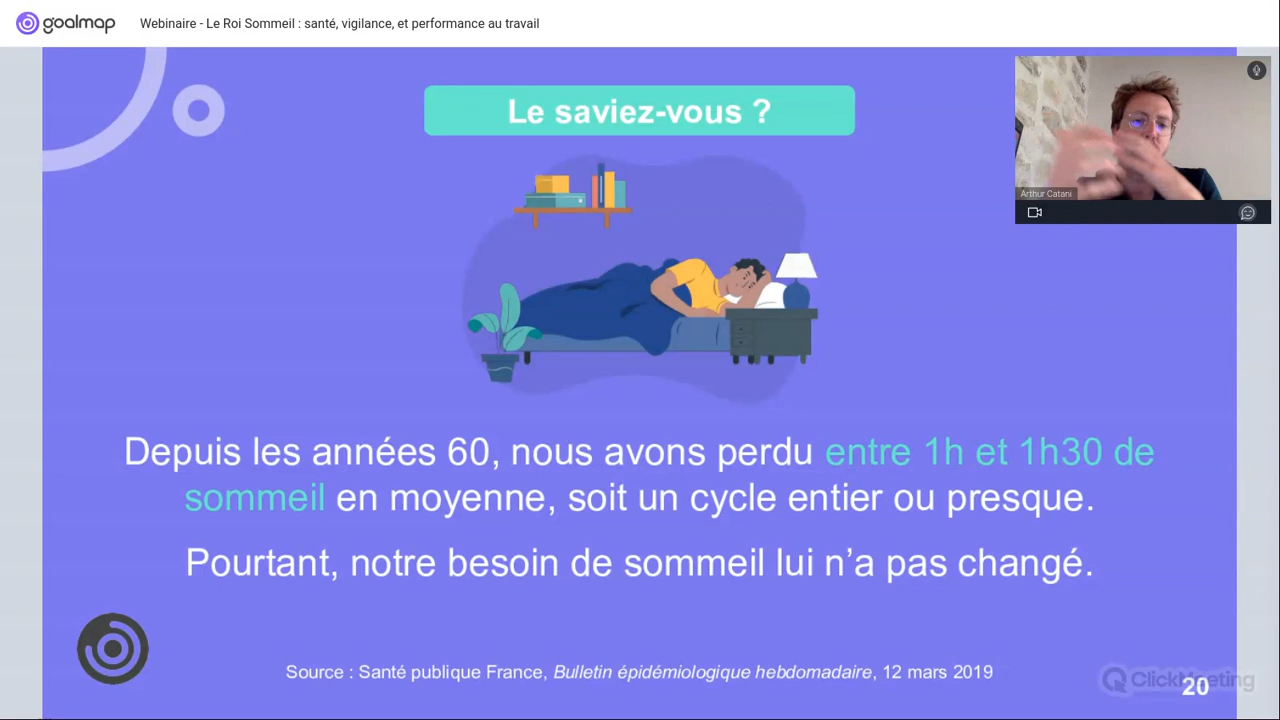 goalmap
Webinaire - Le Roi Sommeil : santé, vigilance, et performance au travail
Le saviez-vous ?
Arthur Catani
Depuis les années 60, nous avons perdu entre 1h et 1h30 de
sommeil en moyenne, soit un cycle entier ou presque.
Pourtant, notre besoin de sommeil lui n’a pas changé.
Source : Santé publique France, Bulletin épidémiologique hebdomadaire, 12 mars 2019
ClickMeeting
20